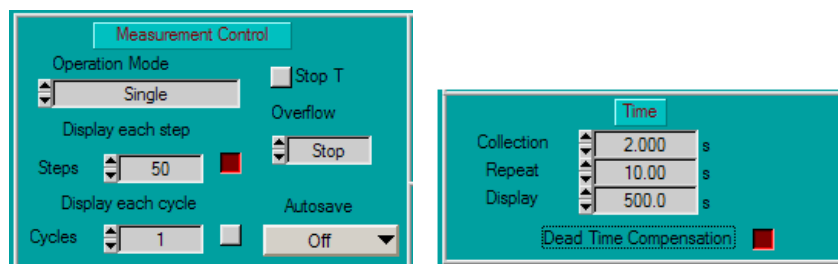 Measurement Control
Operation Mode
Single
Stop T
Overflow
Stop
Display each step
Steps 50
Display each cycle
Cycles 1
Autosave
Off
Time
Collection 2.000 s
Repeat 10.00 s
Display 500.0 s
Dead Time Compensation